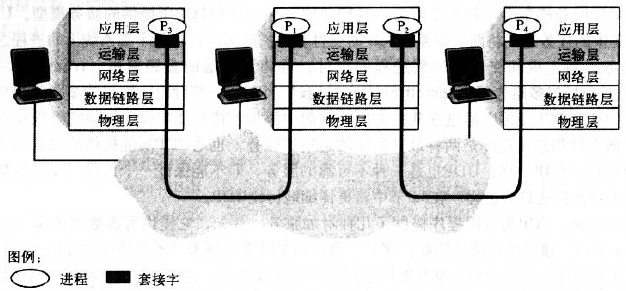 应用层 P3
运输层
网络层
数据链路层
物理层
P1 P2 应用层
运输层
网络层
数据链路层
物理层
应用层 P4
运输层
网络层
数据链路层
物理层
图例：
进程 套接字